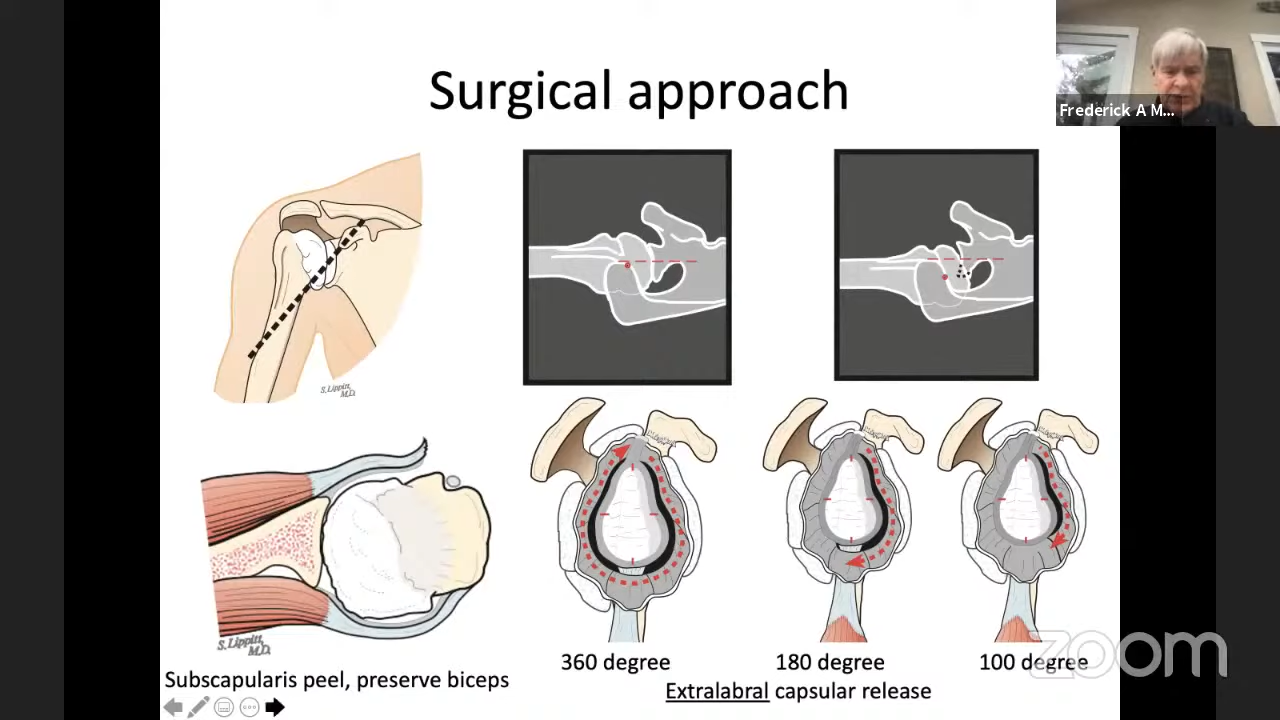 Surgical approach
Frederick A M...
S. Lippitt,
M.D.
S. Lippitt,
M.D.
Subscapularis peel, preserve biceps
360 degree
180 degree
100 degree
Extralabral capsular release
zoom